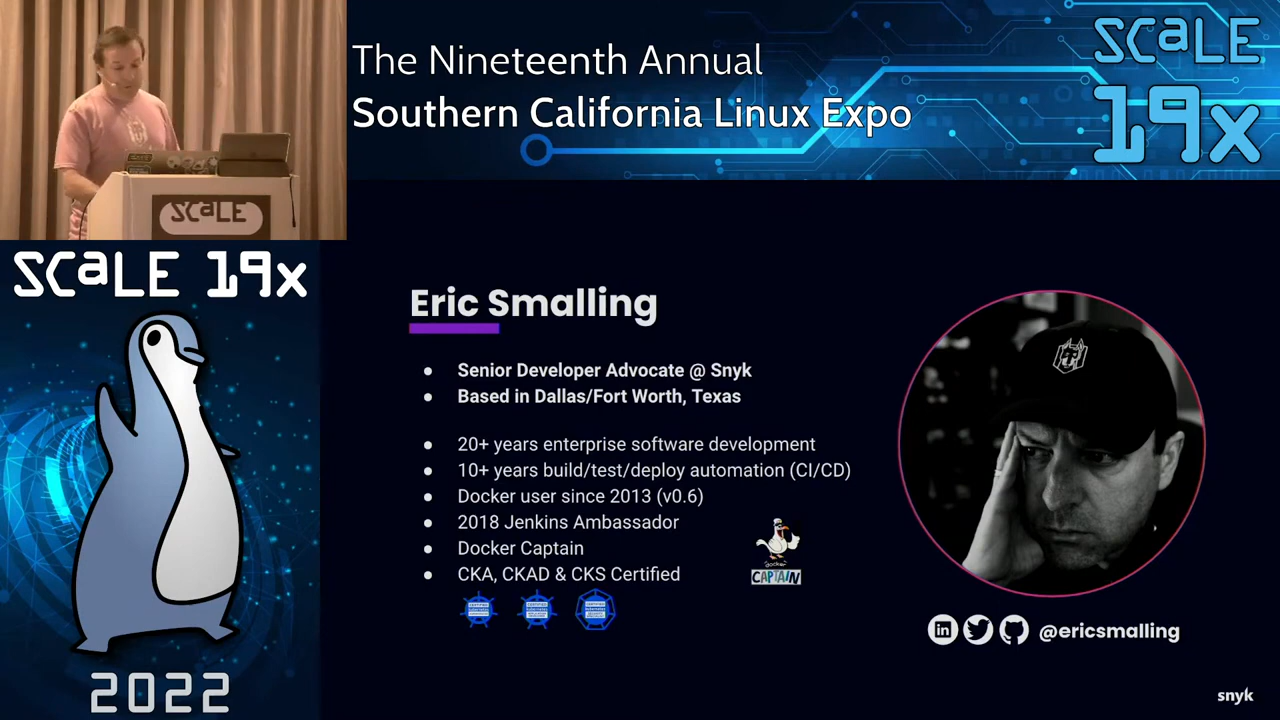 The Nineteenth Annual
Southern California Linux Expo
SCaLE
19x
SCaLE
SCaLE 19x
2022
Eric Smalling
Senior Developer Advocate @ Snyk
Based in Dallas/Fort Worth, Texas
20+ years enterprise software development
10+ years build/test/deploy automation (CI/CD)
Docker user since 2013 (v0.6)
2018 Jenkins Ambassador
Docker Captain
CKA, CKAD & CKS Certified
docker
CAPTAIN
in
@ericsmalling
snyk